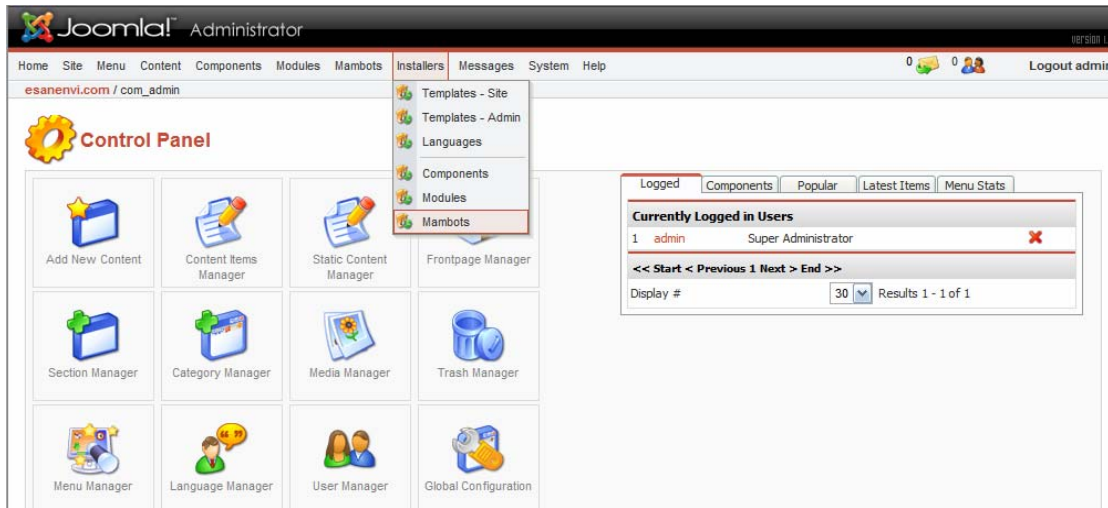 Joomla! Administrator
version 1.
Home Site Menu Content Components Modules Mambots Installers Messages System Help 0 0 Logout admin
esanenvi.com / com_admin
Templates - Site
Templates - Admin
Languages
Components
Modules
Mambots
Control Panel
Add New Content
Content Items
Manager
Static Content
Manager
Frontpage Manager
Section Manager
Category Manager
Media Manager
Trash Manager
Menu Manager
Language Manager
User Manager
Global Configuration
Logged Components Popular Latest Items Menu Stats
Currently Logged in Users
1 admin Super Administrator
<< Start < Previous 1 Next > End >>
Display # 30 Results 1 - 1 of 1